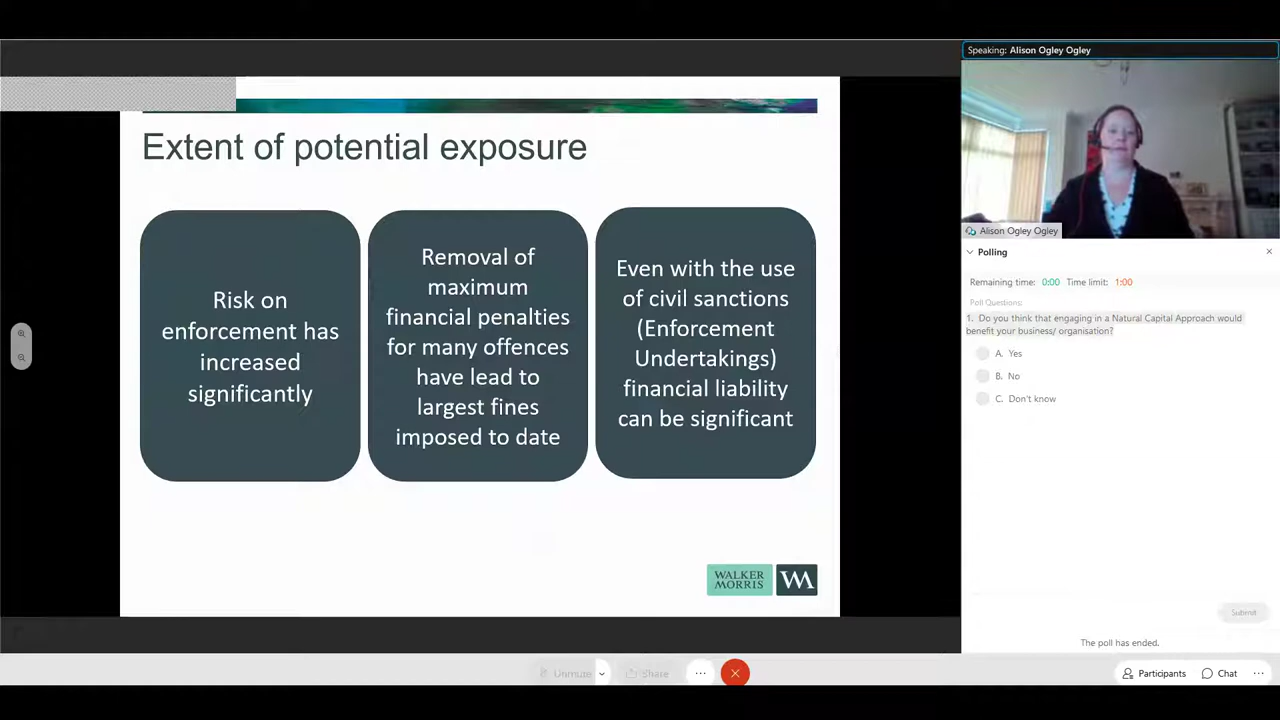 Speaking: Alison Ogley Ogley
Extent of potential exposure
Risk on
enforcement has
increased
significantly
Removal of
maximum
financial penalties
for many offences
have lead to
largest fines
imposed to date
Even with the use
of civil sanctions
(Enforcement
Undertakings)
financial liability
can be significant
WALKER
MORRIS
WM
Alison Ogley Ogley
Polling
Remaining time: 0:00 Time limit: 1:00
Poll Questions:
1. Do you think that engaging in a Natural Capital Approach would
benefit your business/ organisation?
A. Yes
B. No
C. Don't know
Submit
The poll has ended.
Unmute
Share
Participants
Chat